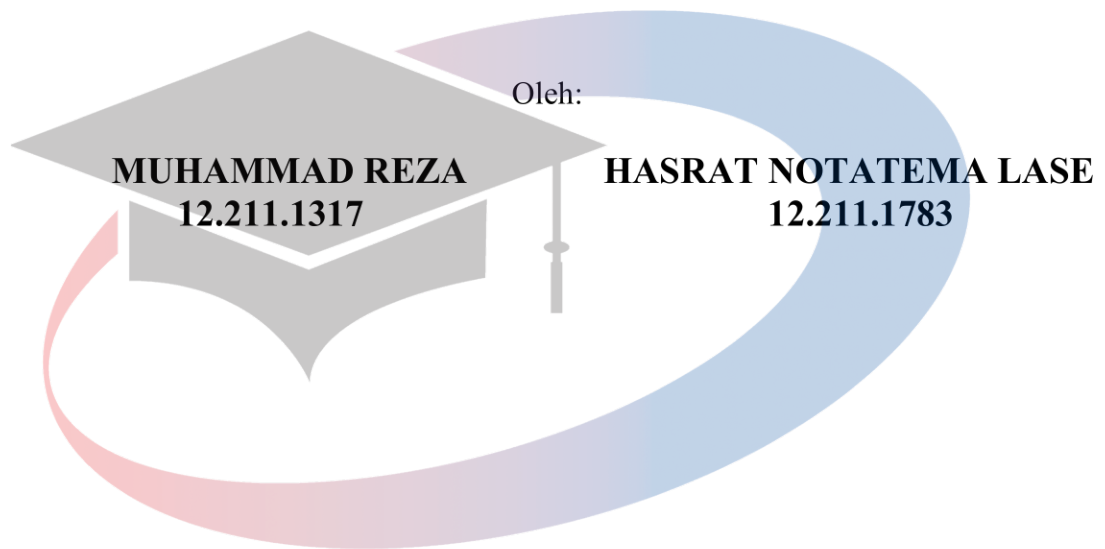 Oleh:
MUHAMMAD REZA HASRAT NOTATEMA LASE
12.211.1317 12.211.1783